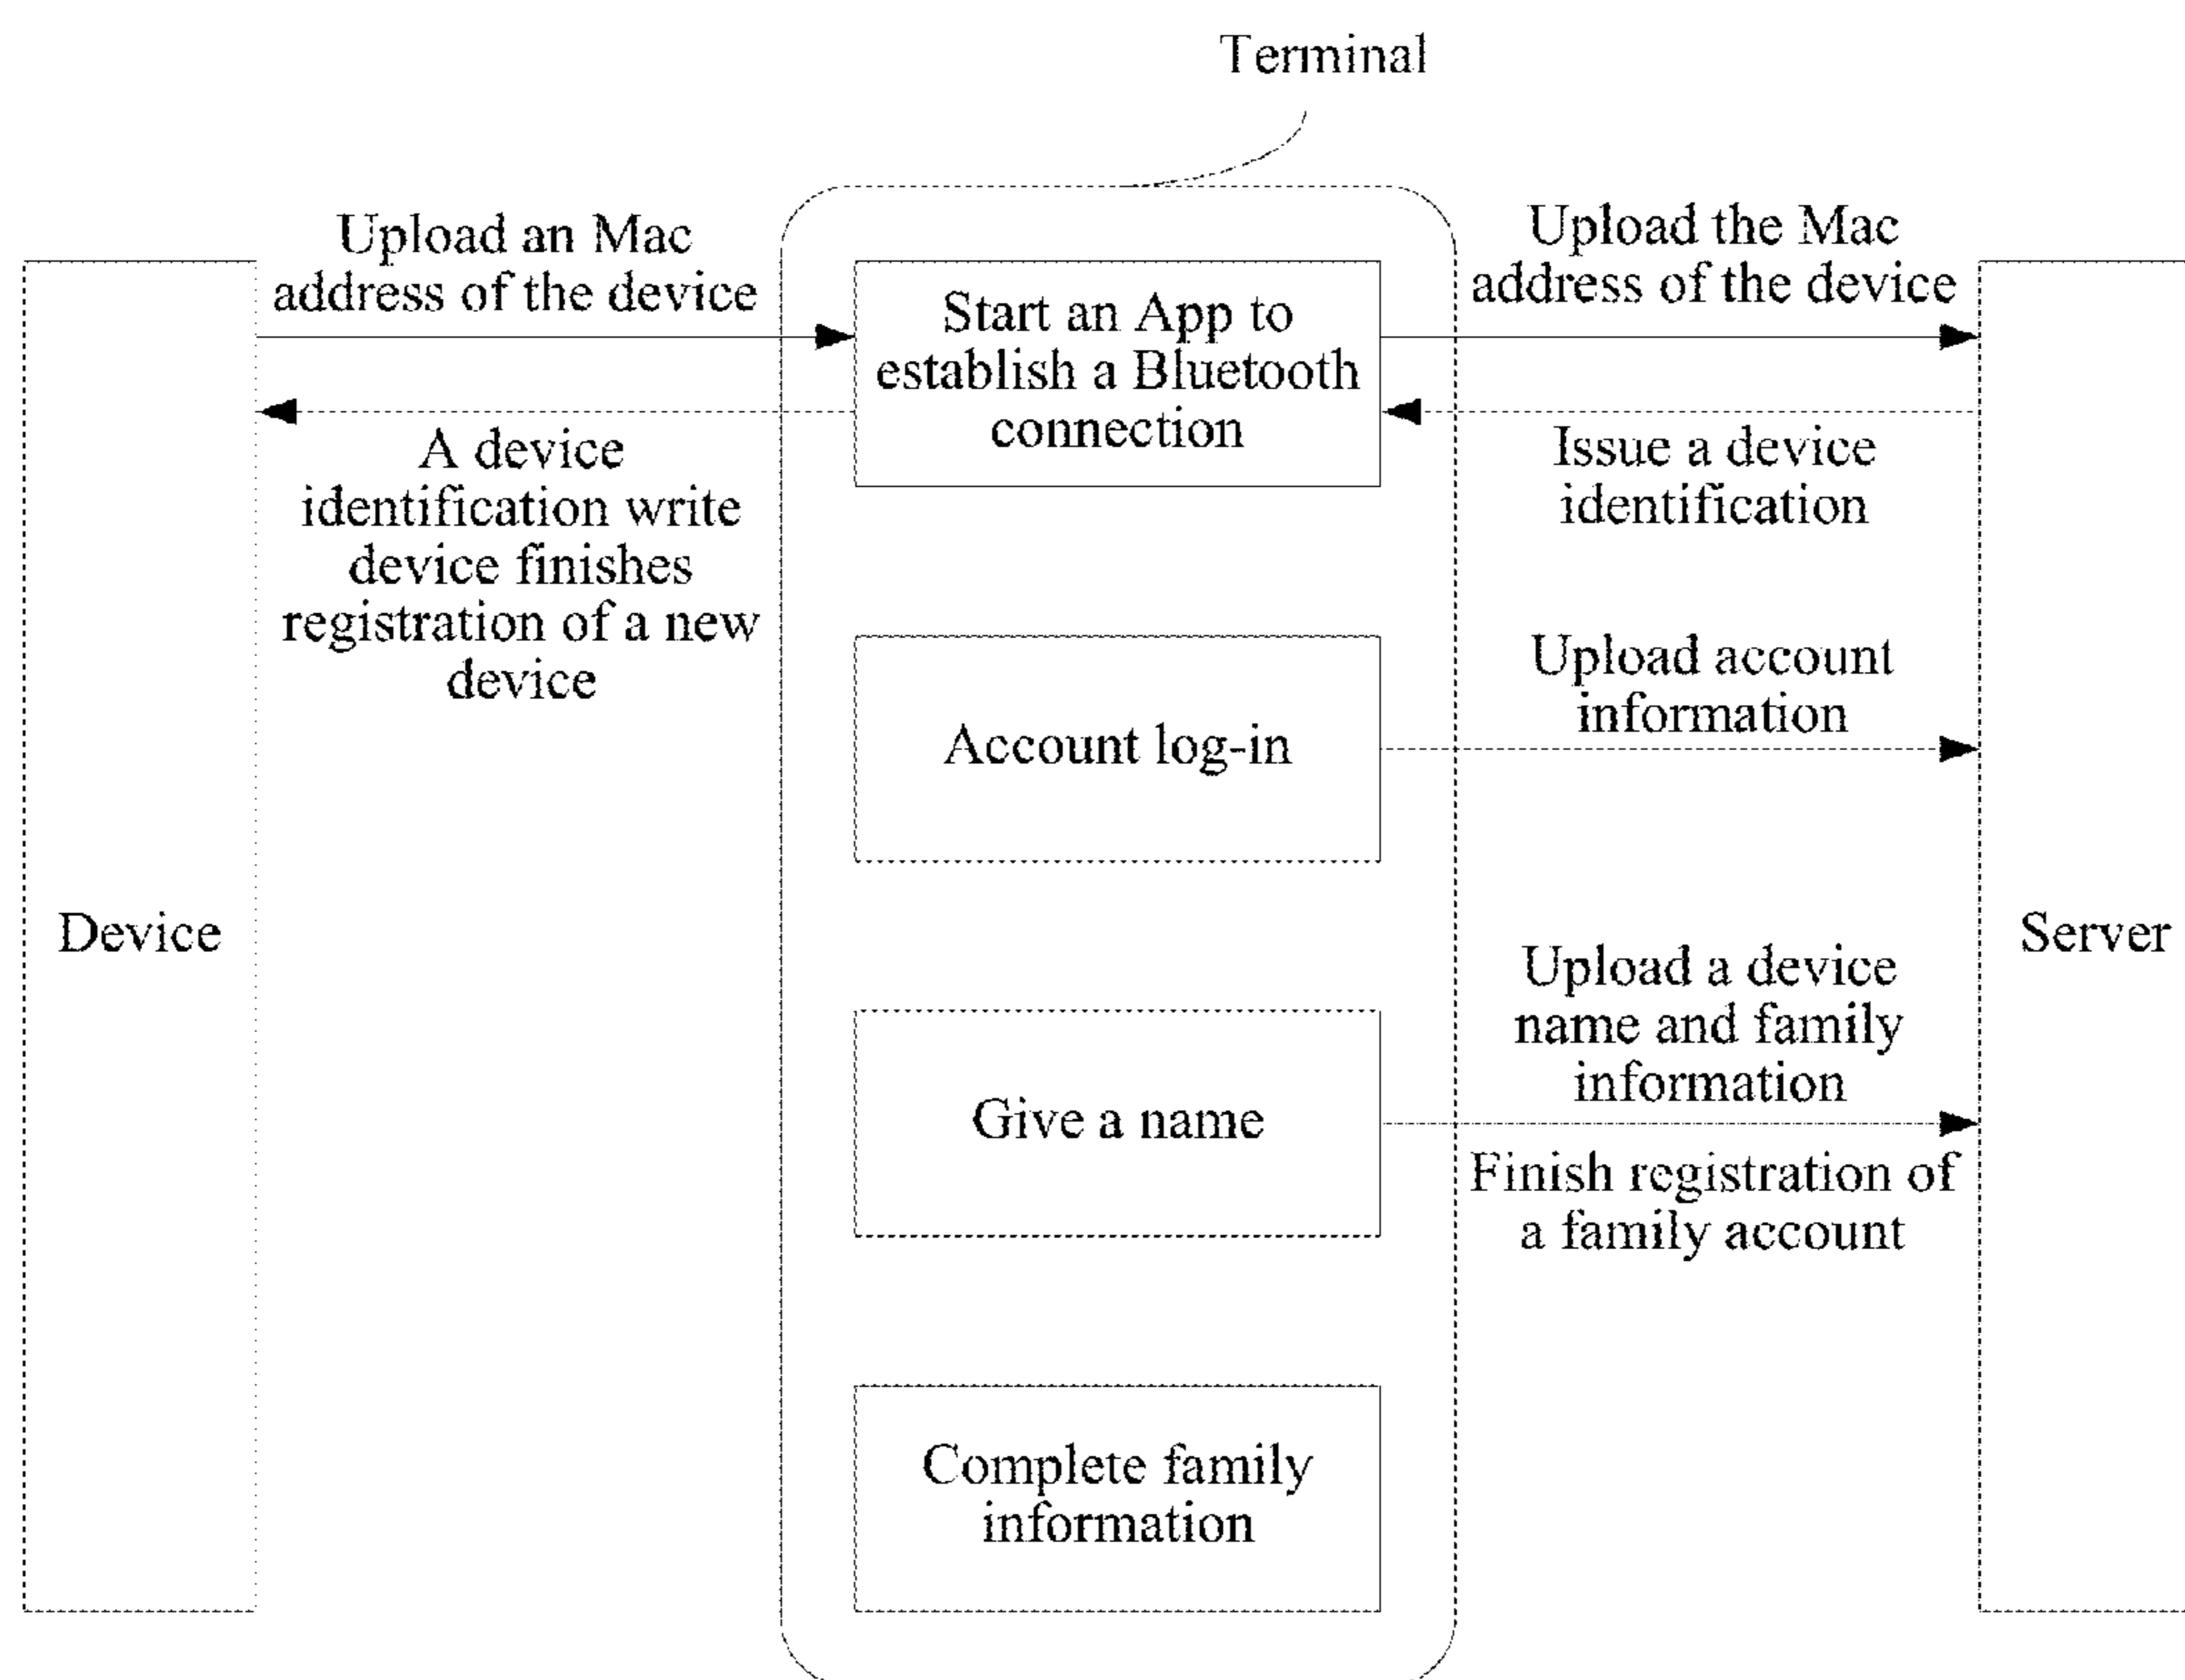 Terminal
Upload an Mac
address of the device
Start an App to
establish a Bluetooth
connection
Upload the Mac
address of the device
A device
identification write
device finishes
registration of a new
device
Issue a device
identification
Account log-in
Upload account
information
Device
Server
Give a name
Upload a device
name and family
information
Finish registration of
a family account
Complete family
information